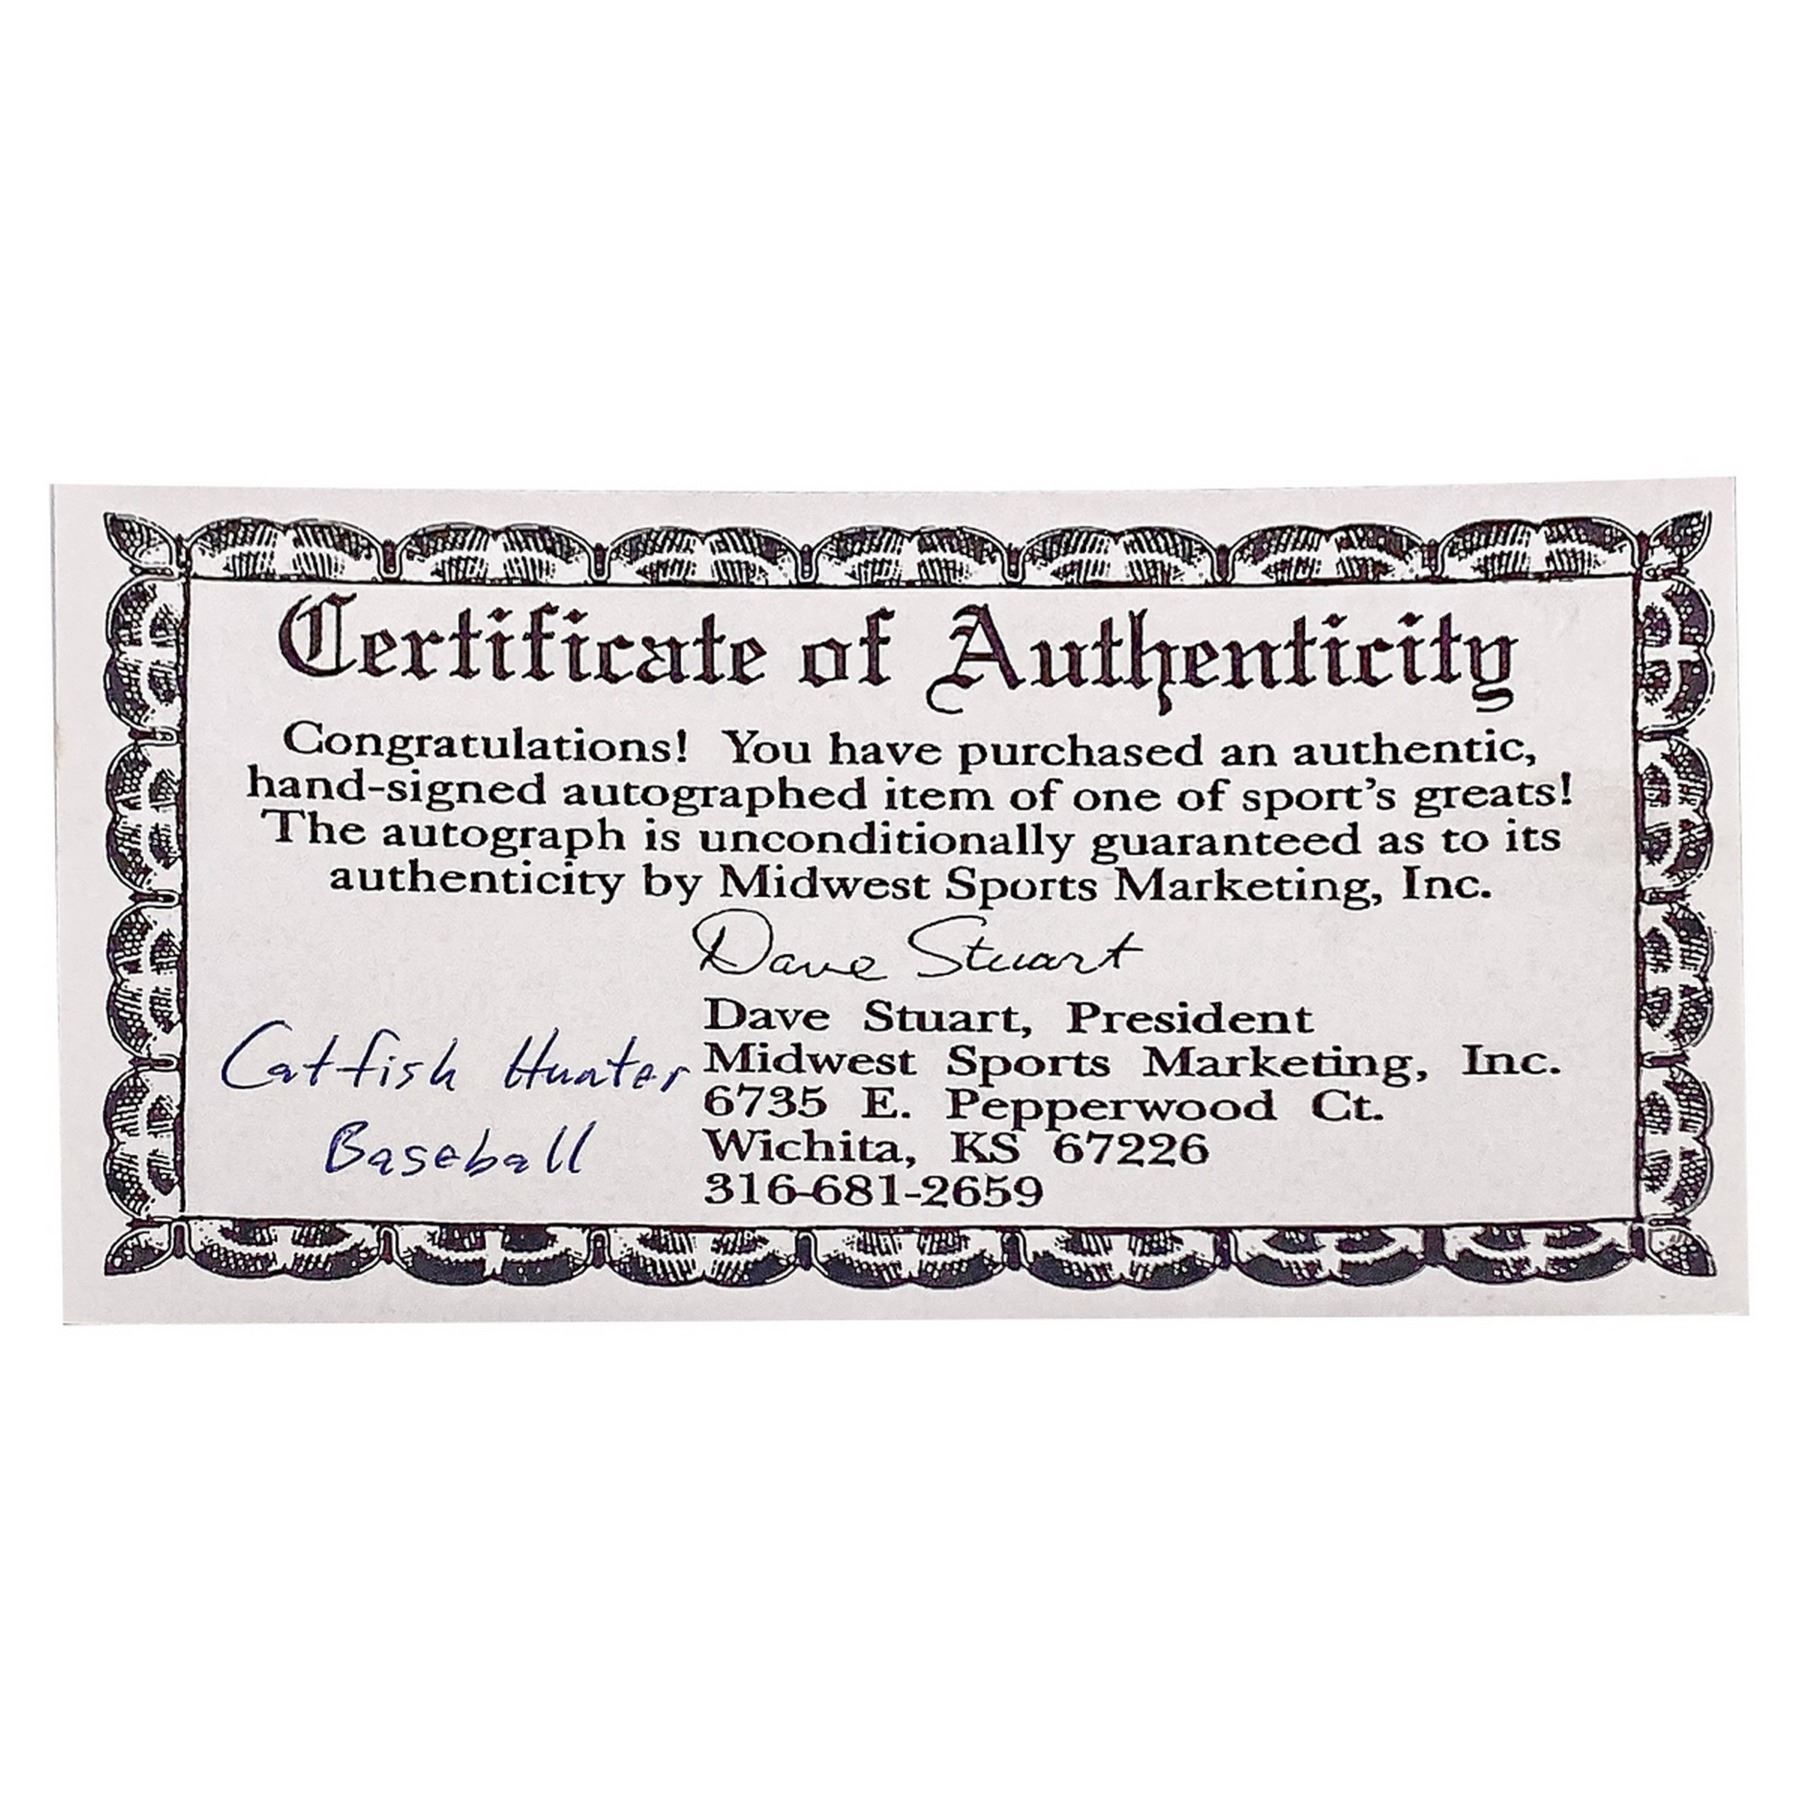 Certificate of Authenticity
Congratulations! You have purchased an authentic,
hand-signed autographed item of one of sport's greats!
The autograph is unconditionally guaranteed as to its
authenticity by Midwest Sports Marketing, Inc.
Dave Stuart
Dave Stuart, President
Midwest Sports Marketing, Inc.
6735 E. Pepperwood Ct.
Wichita, KS 67226
316-681-2659
Catfish Hunter
Baseball